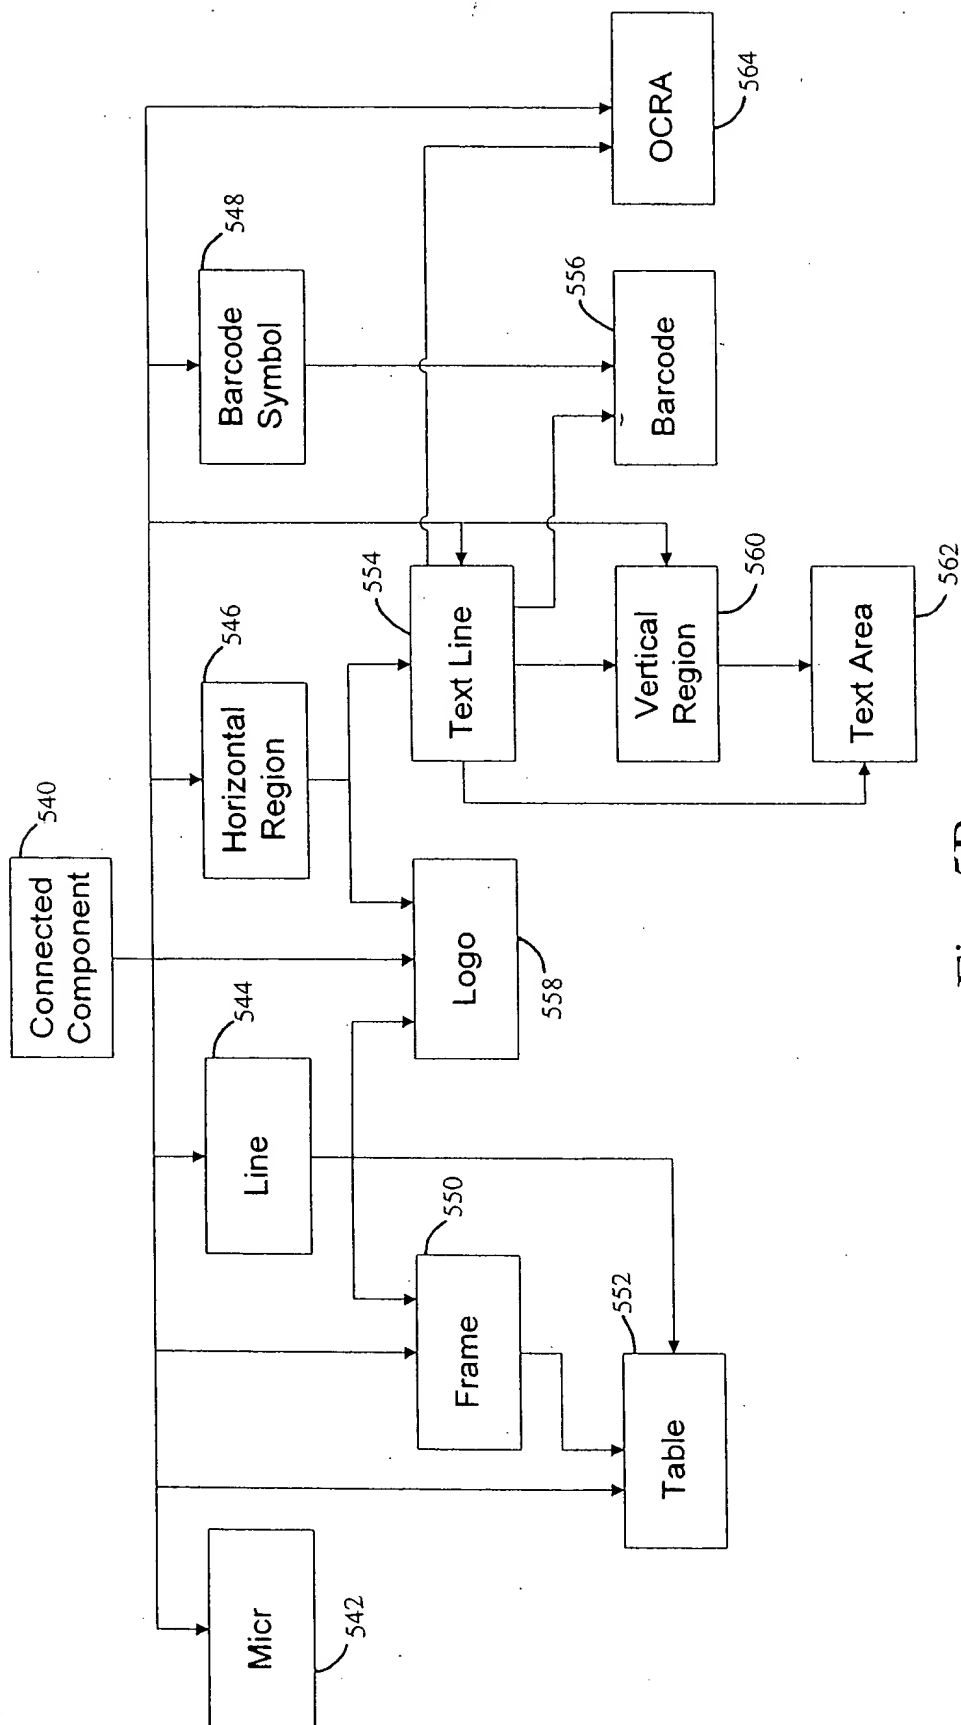 Connected
Component
540
Micr
542
Line
544
Horizontal
Region
546
Barcode
Symbol
548
Frame
550
Logo
558
Text Line
554
Table
552
Vertical
Region
560
Barcode
556
OCRA
564
Text Area
562